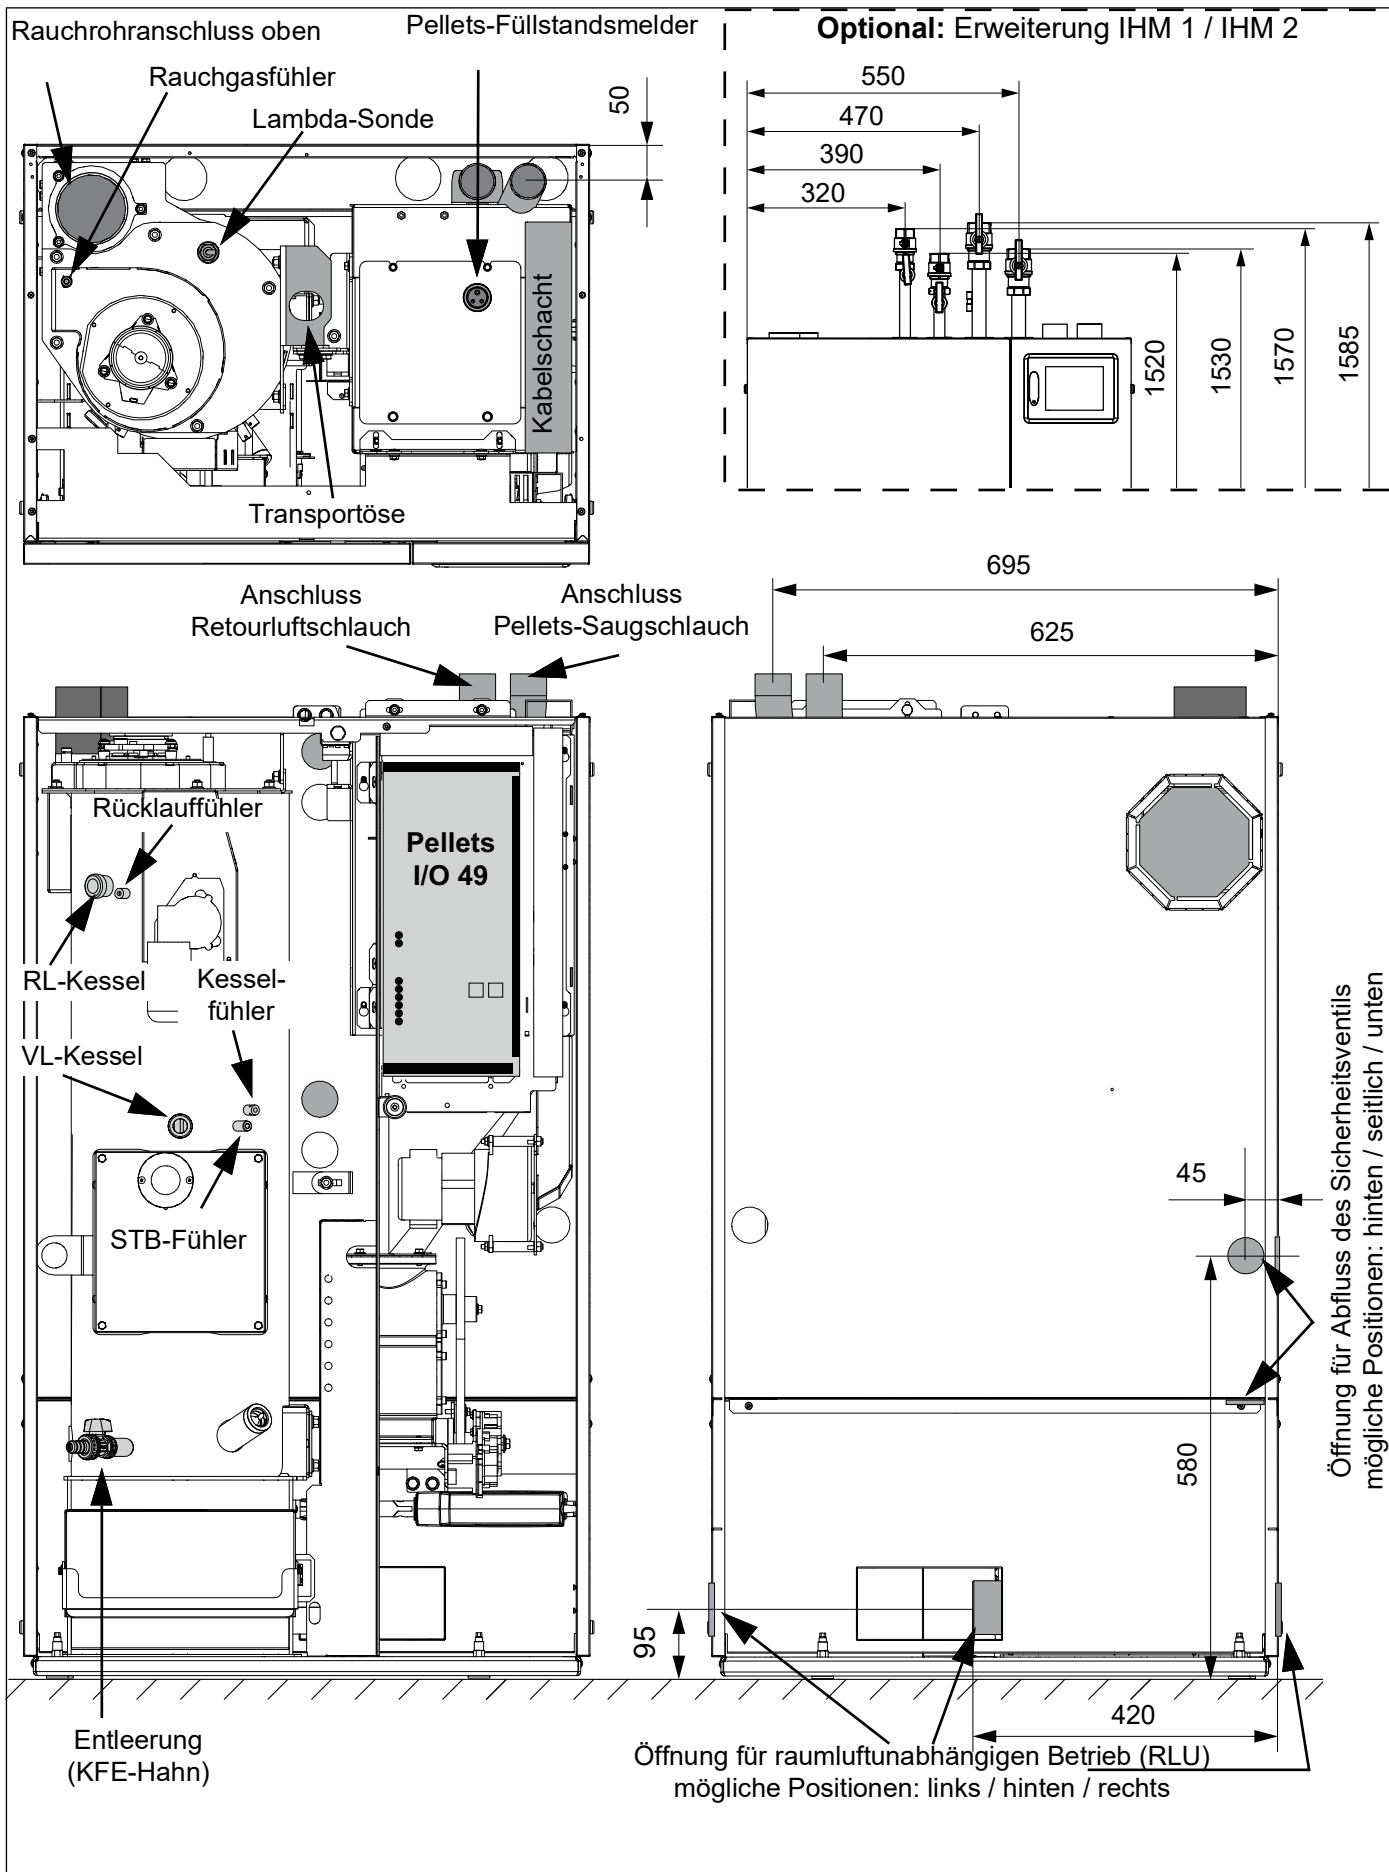 Rauchrohranschluss oben
Pellets-Füllstandsmelder
Optional: Erweiterung IHM 1 / IHM 2
Rauchgasfühler
Lambda-Sonde
50
550
470
390
320
Kabelschacht
1520
1530
1570
1585
Transportöse
Anschluss
Retourluftschlauch
Anschluss
Pellets-Saugschlauch
695
625
Rücklauffühler
Pellets
I/O 49
RL-Kessel
Kessel-
fühler
VL-Kessel
STB-Fühler
45
Öffnung für Abfluss des Sicherheitsventils
mögliche Positionen: hinten / seitlich / unten
580
95
420
Entleerung
(KFE-Hahn)
Öffnung für raumluftunabhängigen Betrieb (RLU)
mögliche Positionen: links / hinten / rechts